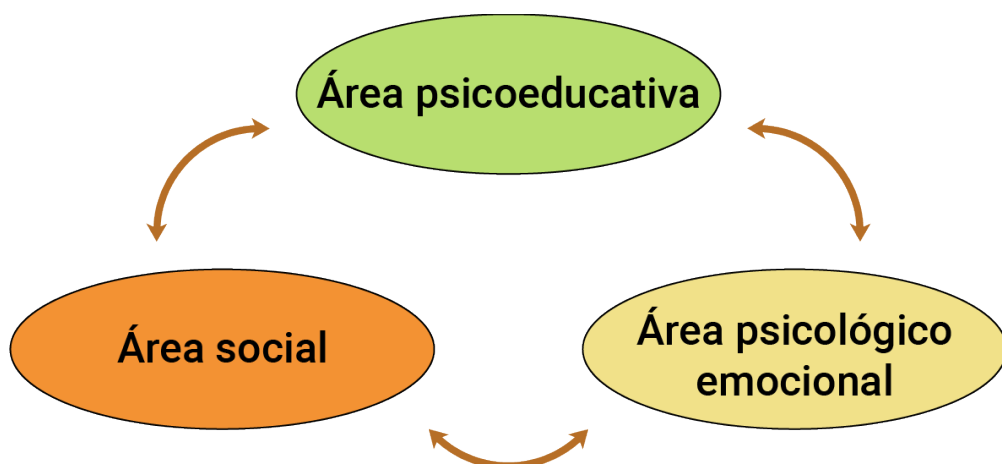 Área psicoeducativa
Área social
Área psicológico
emocional